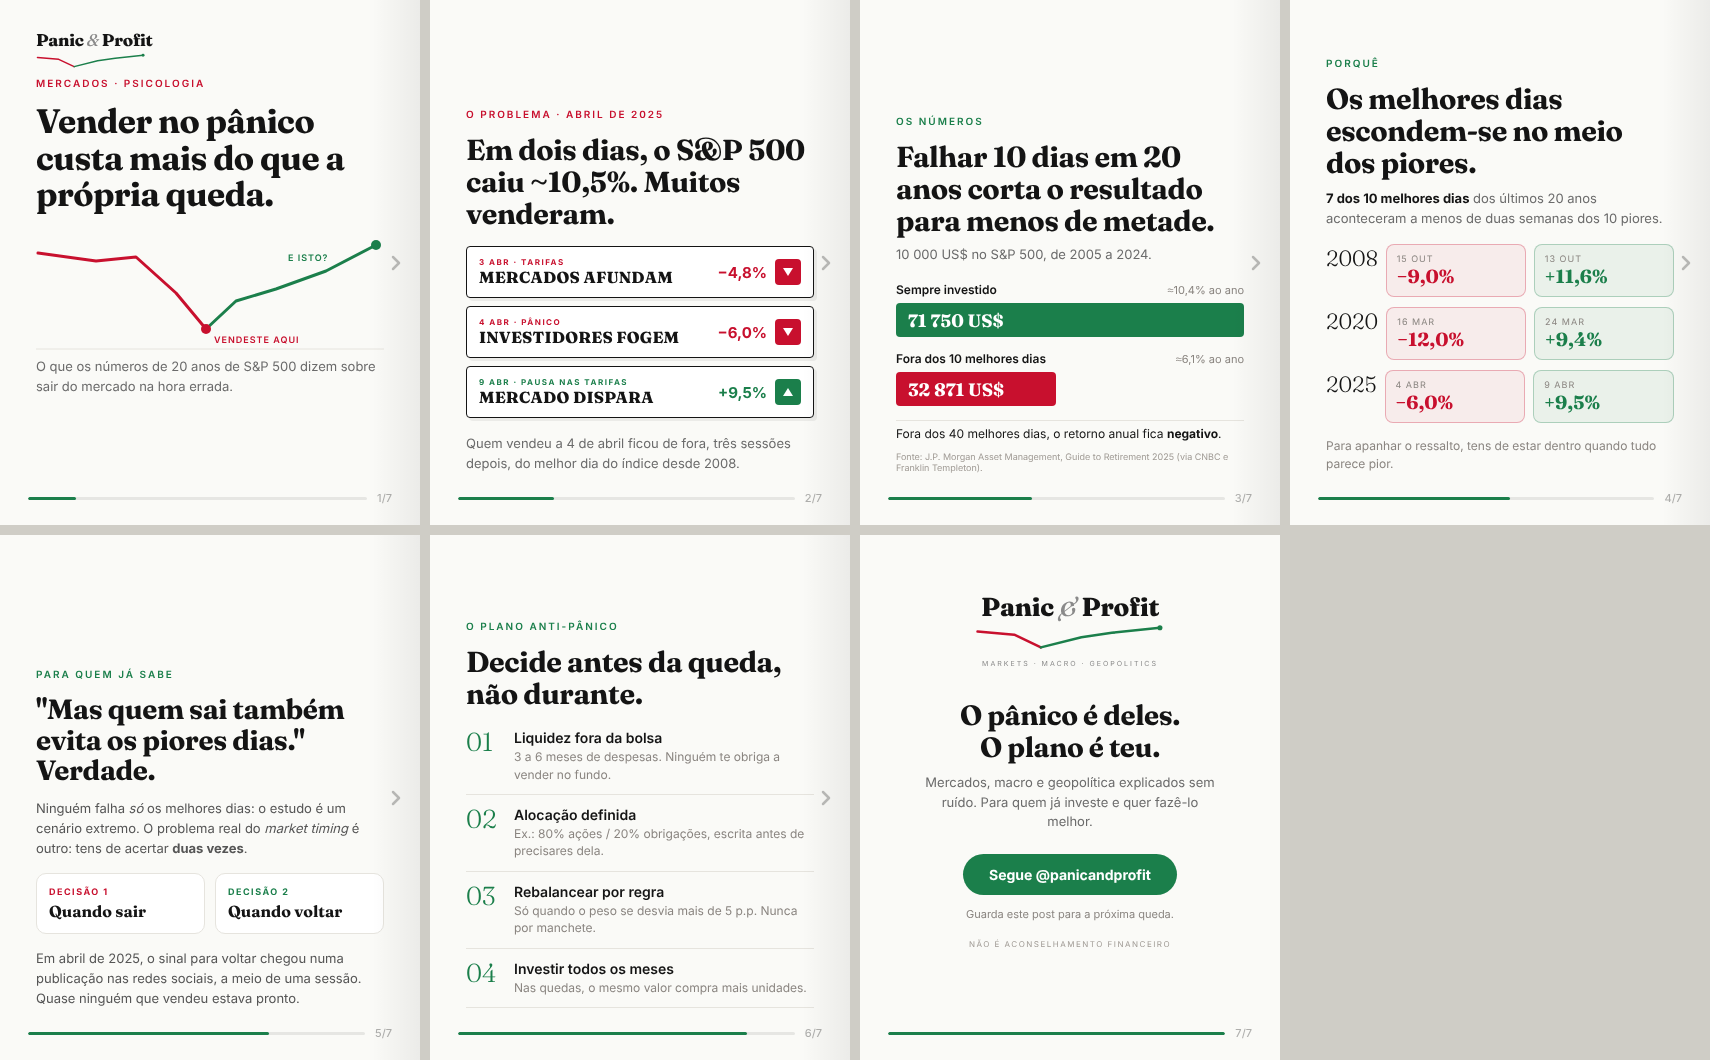 Panic & Profit
MERCADOS · PSICOLOGIA
Vender no pânico
custa mais do que a
própria queda.
E ISTO?
VENDESTE AQUI
O que os números de 20 anos de S&P 500 dizem sobre
sair do mercado na hora errada.
1/7
O PROBLEMA · ABRIL DE 2025
Em dois dias, o S&P 500
caiu ~10,5%. Muitos
venderam.
3 ABR · TARIFAS
MERCADOS AFUNDAM
−4,8%
4 ABR · PÂNICO
INVESTIDORES FOGEM
−6,0%
9 ABR · PAUSA NAS TARIFAS
MERCADO DISPARA
+9,5%
Quem vendeu a 4 de abril ficou de fora, três sessões
depois, do melhor dia do índice desde 2008.
2/7
OS NÚMEROS
Falhar 10 dias em 20
anos corta o resultado
para menos de metade.
10 000 US$ no S&P 500, de 2005 a 2024.
Sempre investido
≈10,4% ao ano
71 750 US$
Fora dos 10 melhores dias
≈6,1% ao ano
32 871 US$
Fora dos 40 melhores dias, o retorno anual fica negativo.
Fonte: J.P. Morgan Asset Management, Guide to Retirement 2025 (via CNBC e
Franklin Templeton).
3/7
PORQUÊ
Os melhores dias
escondem-se no meio
dos piores.
7 dos 10 melhores dias dos últimos 20 anos
aconteceram a menos de duas semanas dos 10 piores.
2008
15 OUT
−9,0%
13 OUT
+11,6%
2020
16 MAR
−12,0%
24 MAR
+9,4%
2025
4 ABR
−6,0%
9 ABR
+9,5%
Para apanhar o ressalto, tens de estar dentro quando tudo
parece pior.
4/7
PARA QUEM JÁ SABE
"Mas quem sai também
evita os piores dias."
Verdade.
Ninguém falha só os melhores dias: o estudo é um
cenário extremo. O problema real do market timing é
outro: tens de acertar duas vezes.
DECISÃO 1
Quando sair
DECISÃO 2
Quando voltar
Em abril de 2025, o sinal para voltar chegou numa
publicação nas redes sociais, a meio de uma sessão.
Quase ninguém que vendeu estava pronto.
5/7
O PLANO ANTI-PÂNICO
Decide antes da queda,
não durante.
01
Liquidez fora da bolsa
3 a 6 meses de despesas. Ninguém te obriga a
vender no fundo.
02
Alocação definida
Ex.: 80% ações / 20% obrigações, escrita antes de
precisares dela.
03
Rebalancear por regra
Só quando o peso se desvia mais de 5 p.p. Nunca
por manchete.
04
Investir todos os meses
Nas quedas, o mesmo valor compra mais unidades.
6/7
Panic & Profit
MARKETS · MACRO · GEOPOLITICS
O pânico é deles.
O plano é teu.
Mercados, macro e geopolítica explicados sem
ruído. Para quem já investe e quer fazê-lo
melhor.
Segue @panicandprofit
Guarda este post para a próxima queda.
NÃO É ACONSELHAMENTO FINANCEIRO
7/7